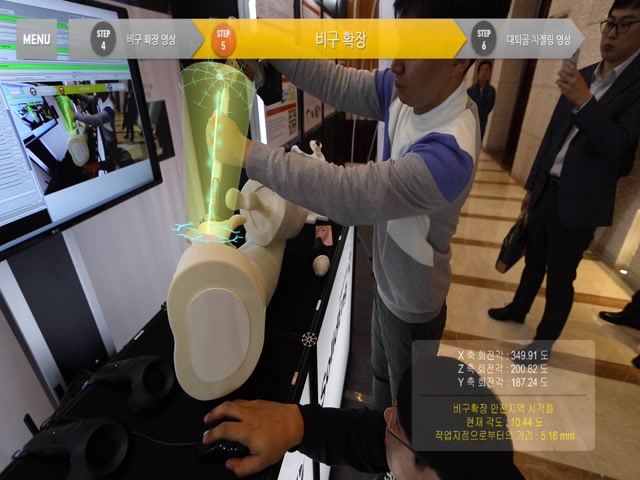 MENU
STEP
4
비구 확장 영상
STEP
5
비구 확장
STEP
6
대퇴골 치젤링 영상
X 축 회전각 : 349.91 도
Z 축 회전각 : 200.82 도
Y 축 회전각 : 187.24 도
비구확장 안전지역 시각화
현재 각도 : 10.44 도
작업지점으로부터의 거리 : 5.16 mm